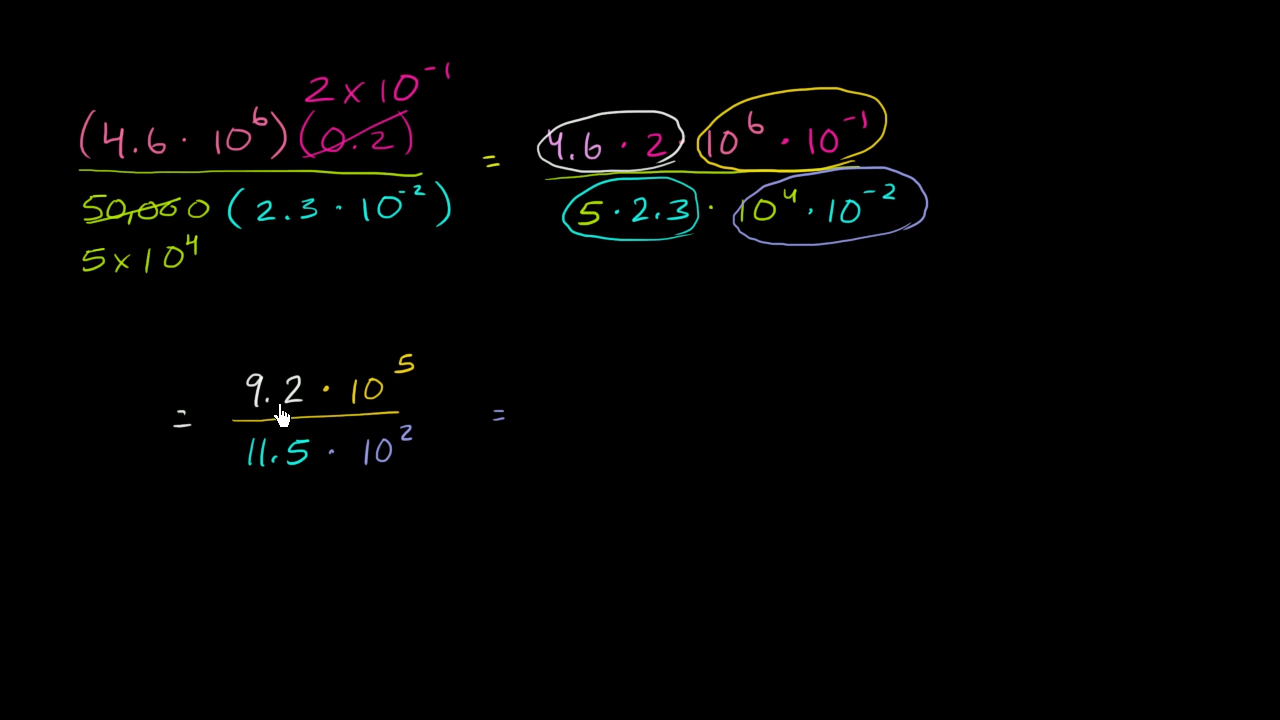 2 × 10⁻¹
(4.6 · 10⁶) (0.2) = 4.6 · 2 · 10⁶ · 10⁻¹
50,000 (2.3 · 10⁻²) 5 · 2.3 · 10⁴ · 10⁻²
5 × 10⁴
= 9.2 · 10⁵ =
11.5 · 10²